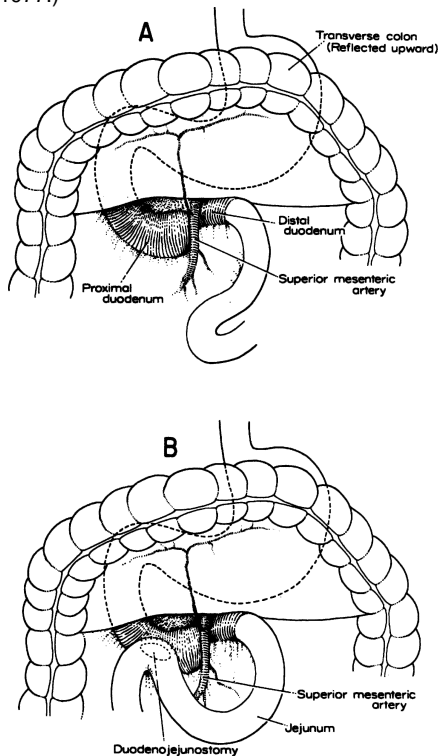 A
Transverse colon
(Reflected upward)
Distal
duodenum
Superior mesenteric
artery
Proximal
duodenum
B
Superior mesenteric
artery
Jejunum
Duodenojejunostomy